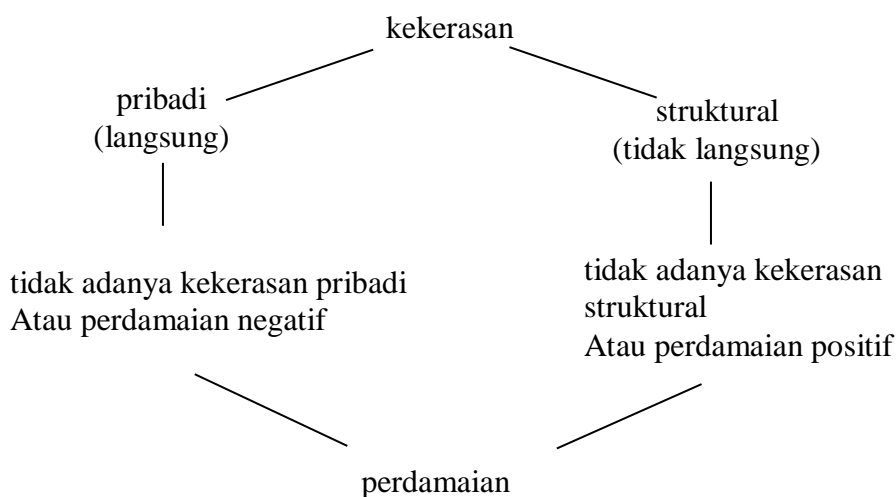 kekerasan
pribadi
(langsung)
struktural
(tidak langsung)
tidak adanya kekerasan pribadi
Atau perdamaian negatif
tidak adanya kekerasan
struktural
Atau perdamaian positif
perdamaian